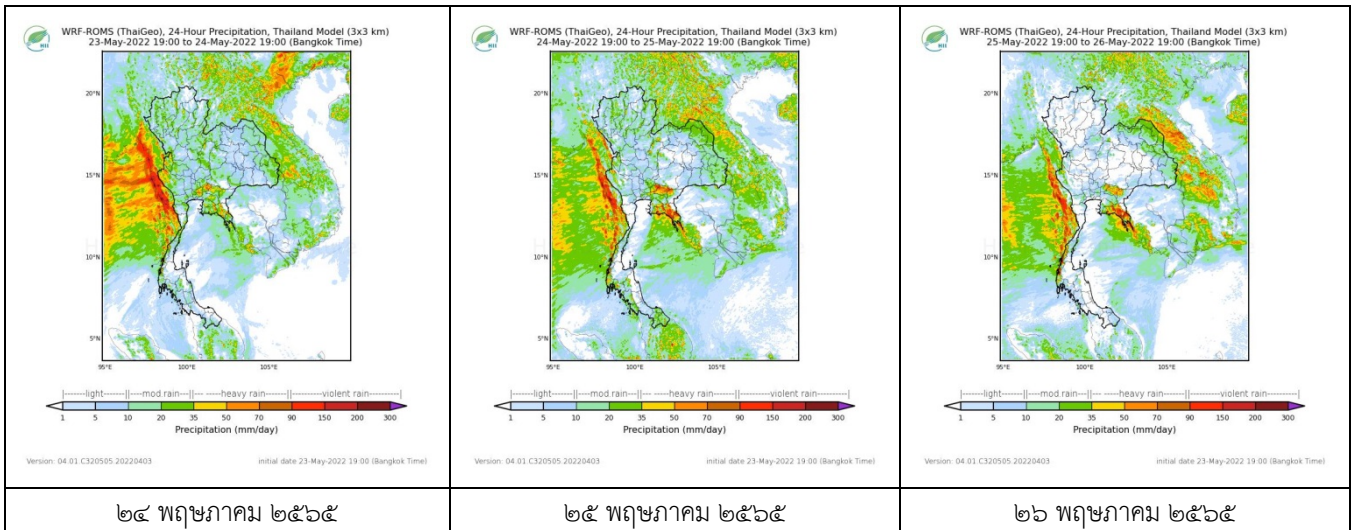 HII
WRF-ROMS (ThaiGeo), 24-Hour Precipitation, Thailand Model (3x3 km)
23-May-2022 19:00 to 24-May-2022 19:00 (Bangkok Time)
20°N
15°N
10°N
5°N
95°E 100°E 105°E
|-------light------||---mod.rain---||--- ---heavy rain---- ---||-------violent rain-------|
1 5 10 20 35 50 70 90 150 200 300
Precipitation (mm/day)
Version: 04.01.C320505.20220403 initial date 23-May-2022 19:00 (Bangkok Time)
๒๔ พฤษภาคม ๒๕๖๕
HII
WRF-ROMS (ThaiGeo), 24-Hour Precipitation, Thailand Model (3x3 km)
24-May-2022 19:00 to 25-May-2022 19:00 (Bangkok Time)
20°N
15°N
10°N
5°N
95°E 100°E 105°E
|-------light------||---mod.rain---||--- ---heavy rain---- ---||-------violent rain-------|
1 5 10 20 35 50 70 90 150 200 300
Precipitation (mm/day)
Version: 04.01.C320505.20220403 initial date 23-May-2022 19:00 (Bangkok Time)
๒๕ พฤษภาคม ๒๕๖๕
HII
WRF-ROMS (ThaiGeo), 24-Hour Precipitation, Thailand Model (3x3 km)
25-May-2022 19:00 to 26-May-2022 19:00 (Bangkok Time)
20°N
15°N
10°N
5°N
95°E 100°E 105°E
|-------light------||---mod.rain---||--- ---heavy rain---- ---||-------violent rain-------|
1 5 10 20 35 50 70 90 150 200 300
Precipitation (mm/day)
Version: 04.01.C320505.20220403 initial date 23-May-2022 19:00 (Bangkok Time)
๒๖ พฤษภาคม ๒๕๖๕